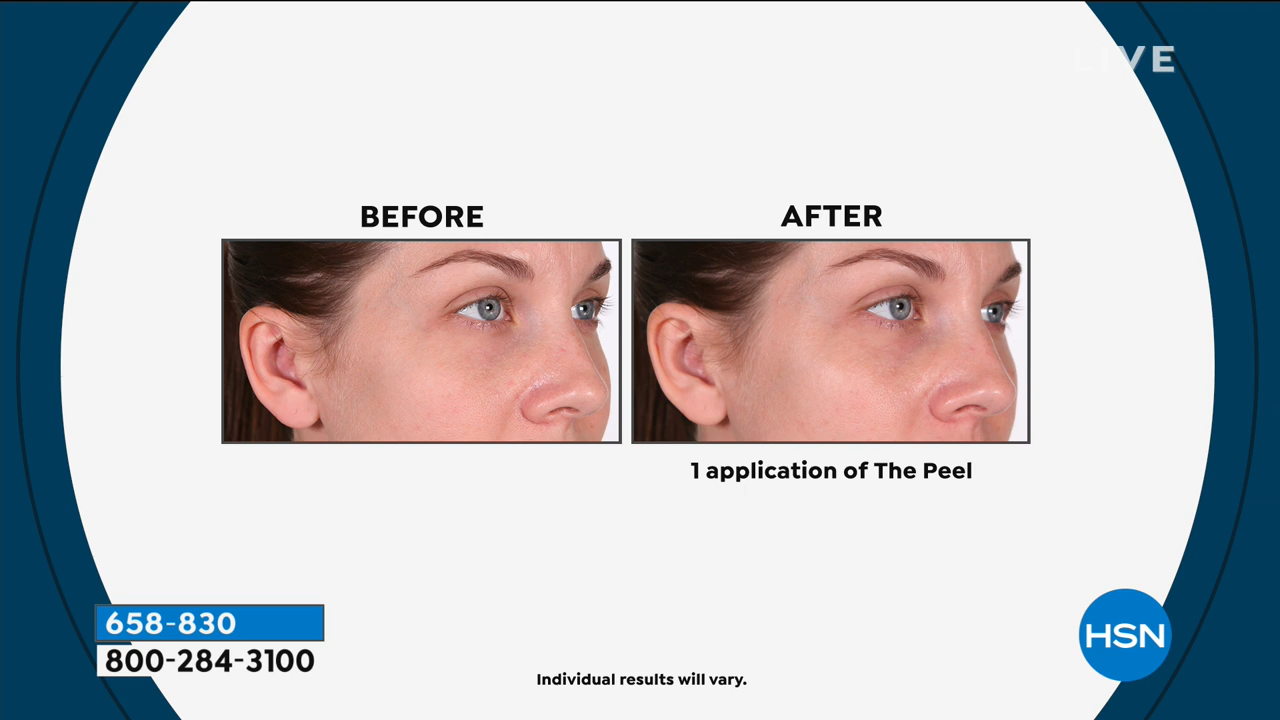 LIVE
BEFORE
AFTER
1 application of The Peel
658-830
800-284-3100
HSN
Individual results will vary.